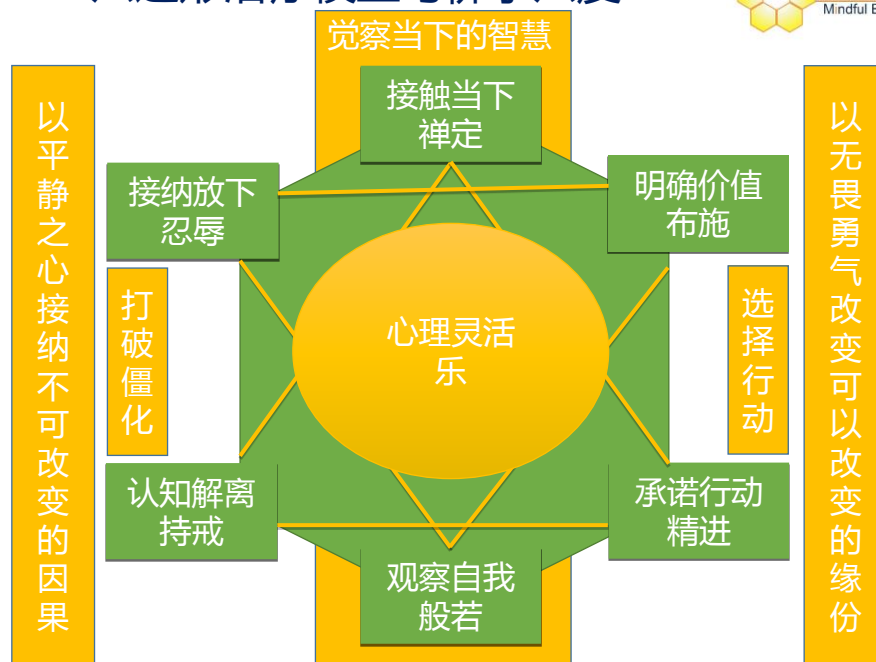 觉察当下的智慧
Mindful
接触当下
禅定
以平静之心接纳不可改变的因果
接纳放下
忍辱
明确价值
布施
以无畏勇气改变可以改变的缘份
打破僵化
心理灵活
乐
选择行动
认知解离
持戒
承诺行动
精进
观察自我
般若